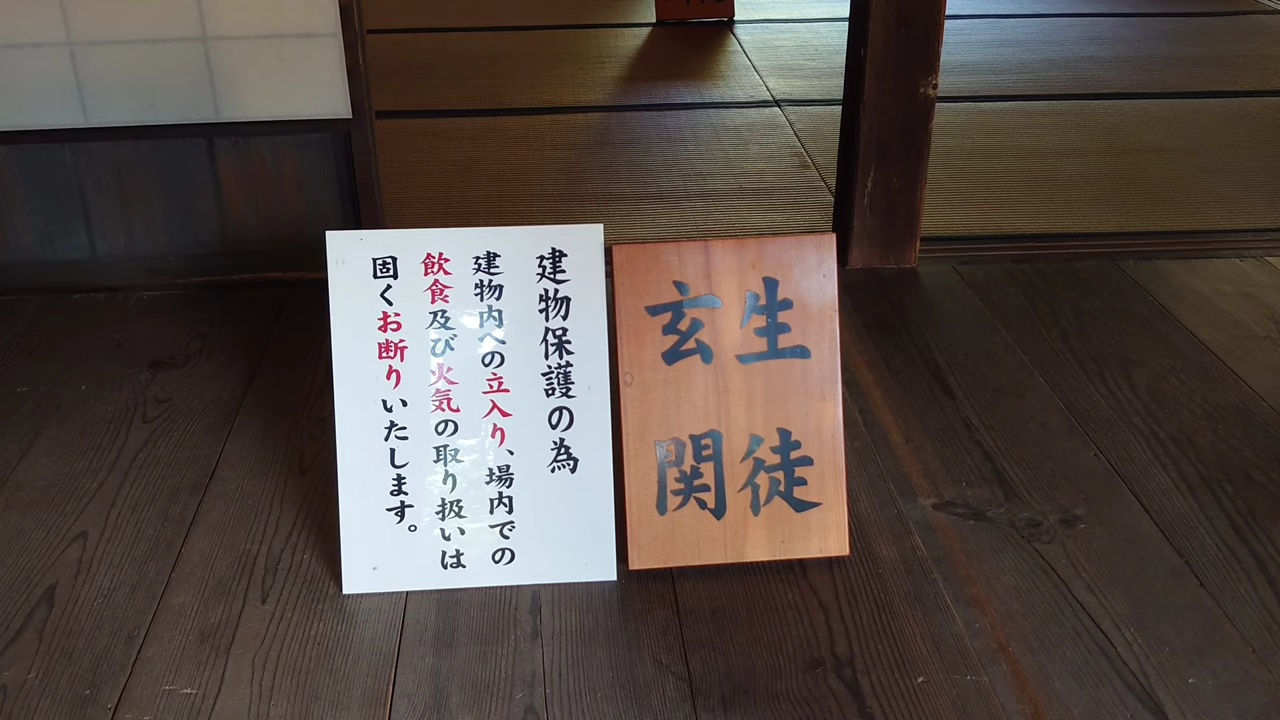 建物保護の為
建物内への立入り、場内での
飲食及び火気の取り扱いは
固くお断りいたします。
生徒
玄関